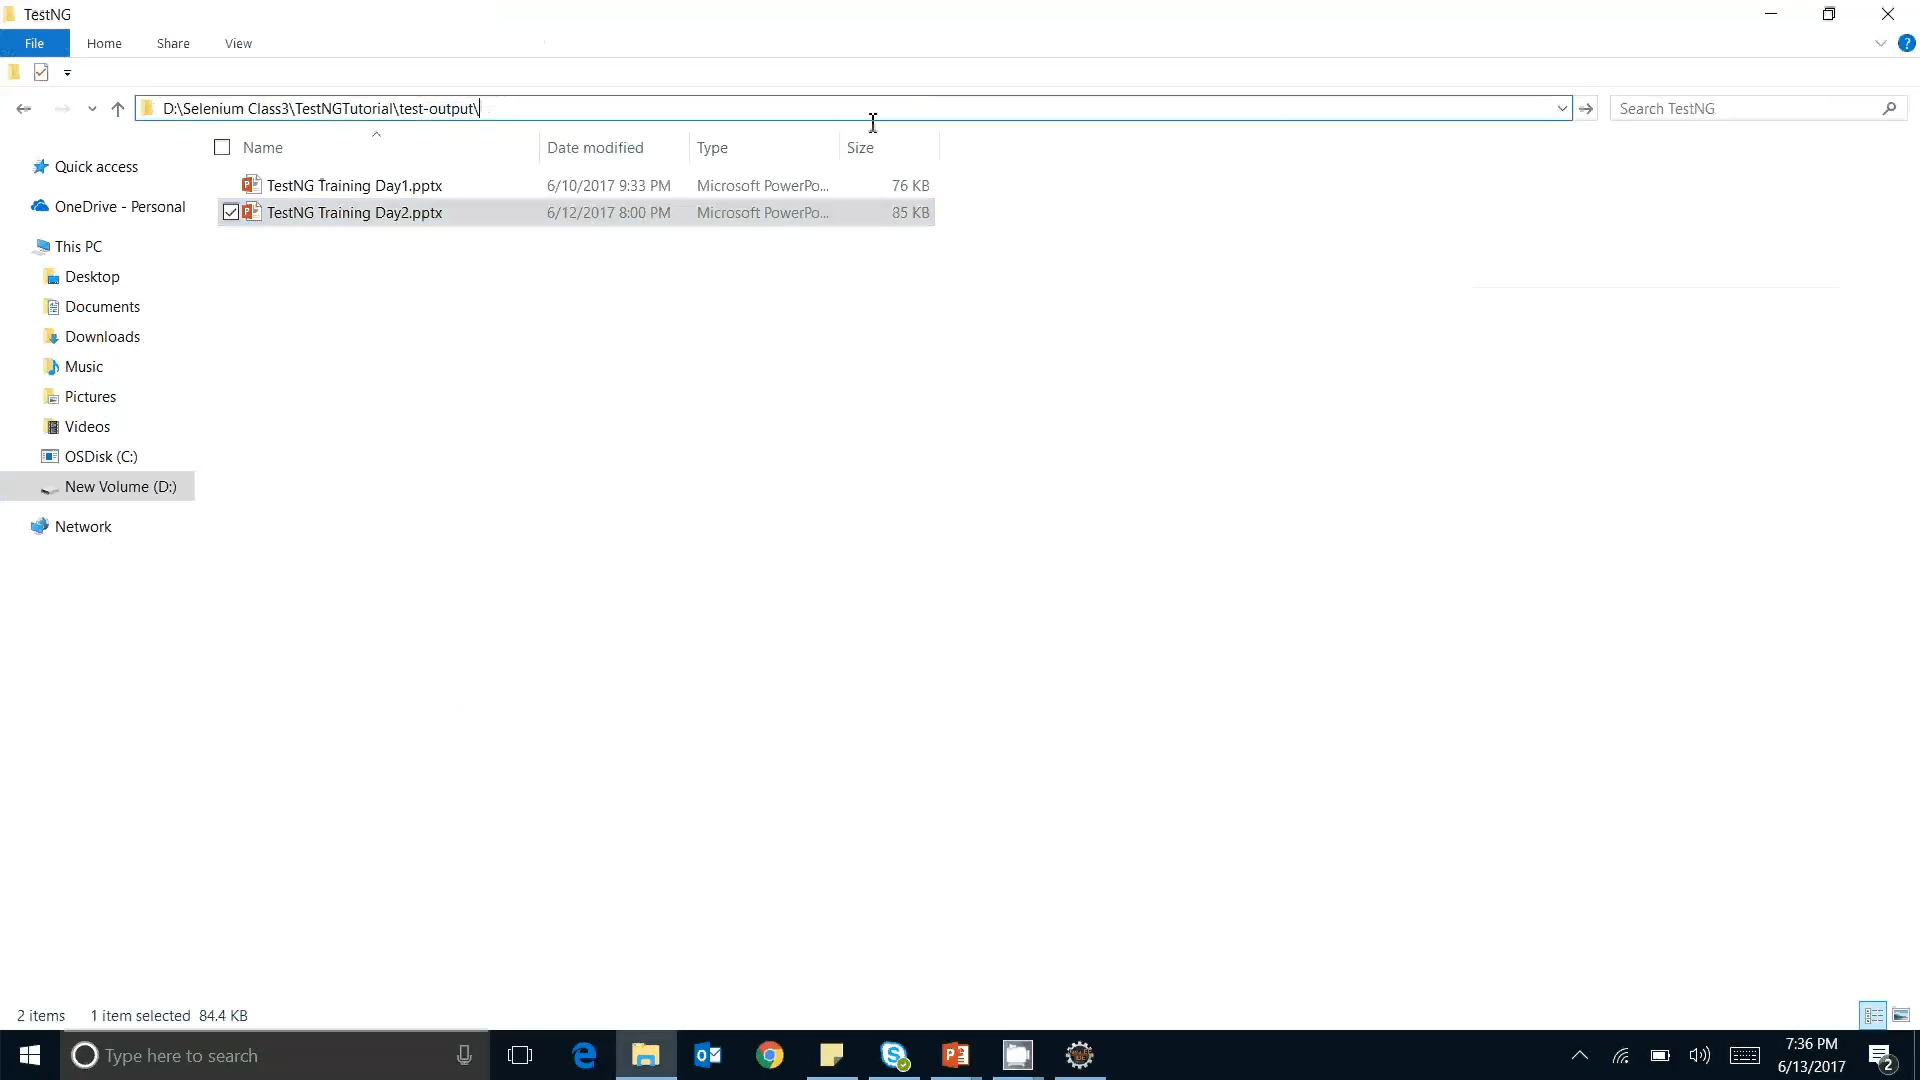 TestNG
File Home Share View
D:\Selenium Class3\TestNGTutorial\test-output\
Search TestNG
Name Date modified Type Size
TestNG Training Day1.pptx 6/10/2017 9:33 PM Microsoft PowerPo... 76 KB
TestNG Training Day2.pptx 6/12/2017 8:00 PM Microsoft PowerPo... 85 KB
Quick access
OneDrive - Personal
This PC
Desktop
Documents
Downloads
Music
Pictures
Videos
OSDisk (C:)
New Volume (D:)
Network
2 items 1 item selected 84.4 KB
Type here to search
7:36 PM
6/13/2017
2